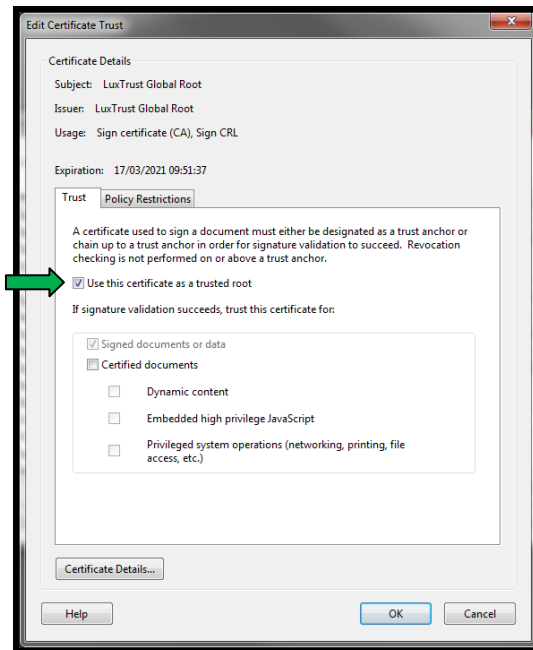 Edit Certificate Trust
Certificate Details
Subject: LuxTrust Global Root
Issuer: LuxTrust Global Root
Usage: Sign certificate (CA), Sign CRL
Expiration: 17/03/2021 09:51:37
Trust Policy Restrictions
A certificate used to sign a document must either be designated as a trust anchor or
chain up to a trust anchor in order for signature validation to succeed. Revocation
checking is not performed on or above a trust anchor.
Use this certificate as a trusted root
If signature validation succeeds, trust this certificate for:
Signed documents or data
Certified documents
Dynamic content
Embedded high privilege JavaScript
Privileged system operations (networking, printing, file
access, etc.)
Certificate Details...
Help OK Cancel